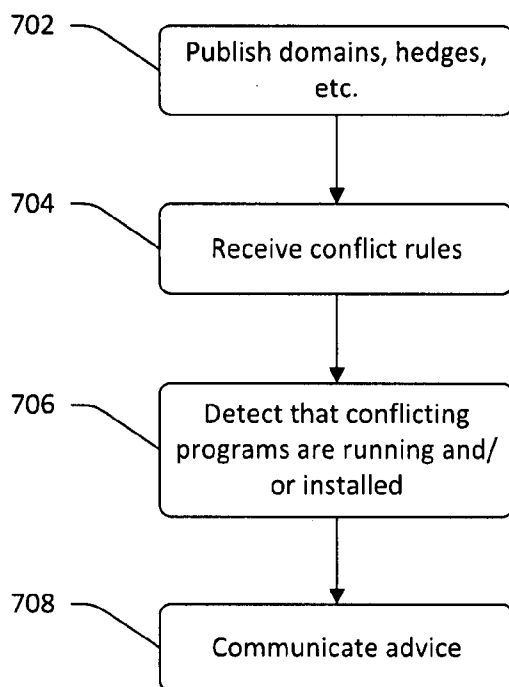 702
Publish domains, hedges,
etc.
704
Receive conflict rules
706
Detect that conflicting
programs are running and/
or installed
708
Communicate advice